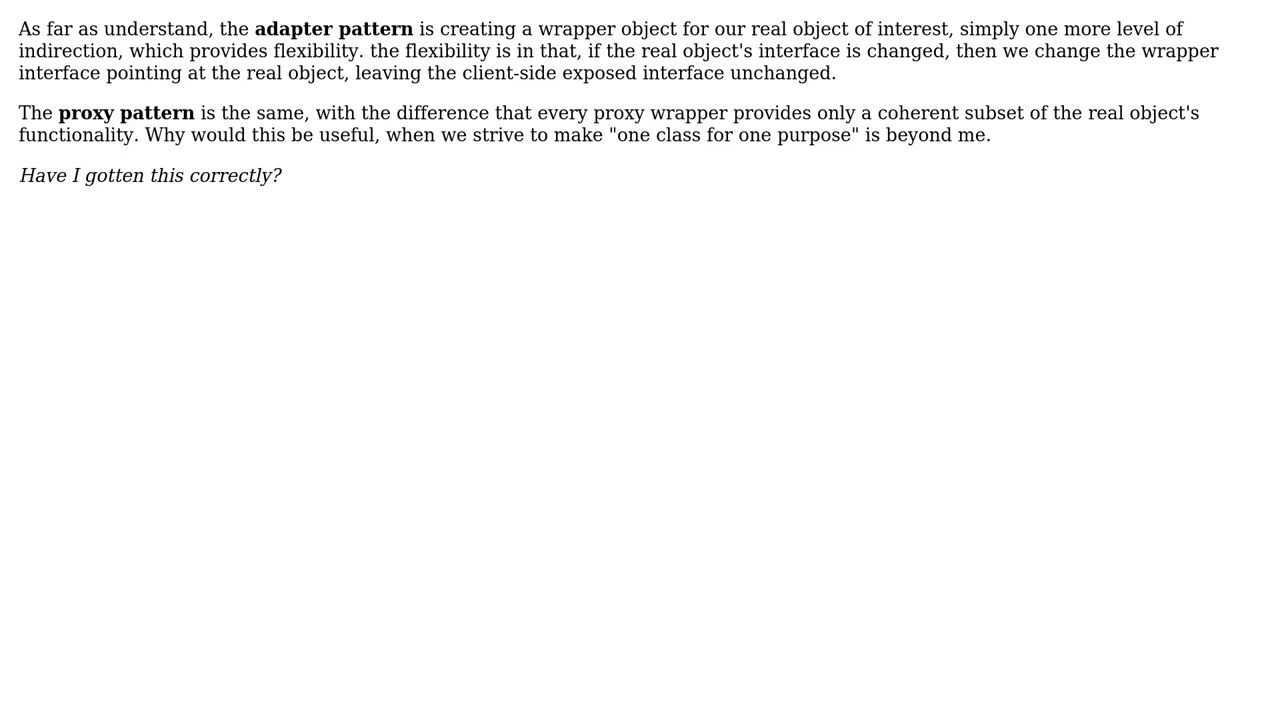 As far as understand, the adapter pattern is creating a wrapper object for our real object of interest, simply one more level of
indirection, which provides flexibility. the flexibility is in that, if the real object's interface is changed, then we change the wrapper
interface pointing at the real object, leaving the client-side exposed interface unchanged.
The proxy pattern is the same, with the difference that every proxy wrapper provides only a coherent subset of the real object's
functionality. Why would this be useful, when we strive to make "one class for one purpose" is beyond me.
Have I gotten this correctly?